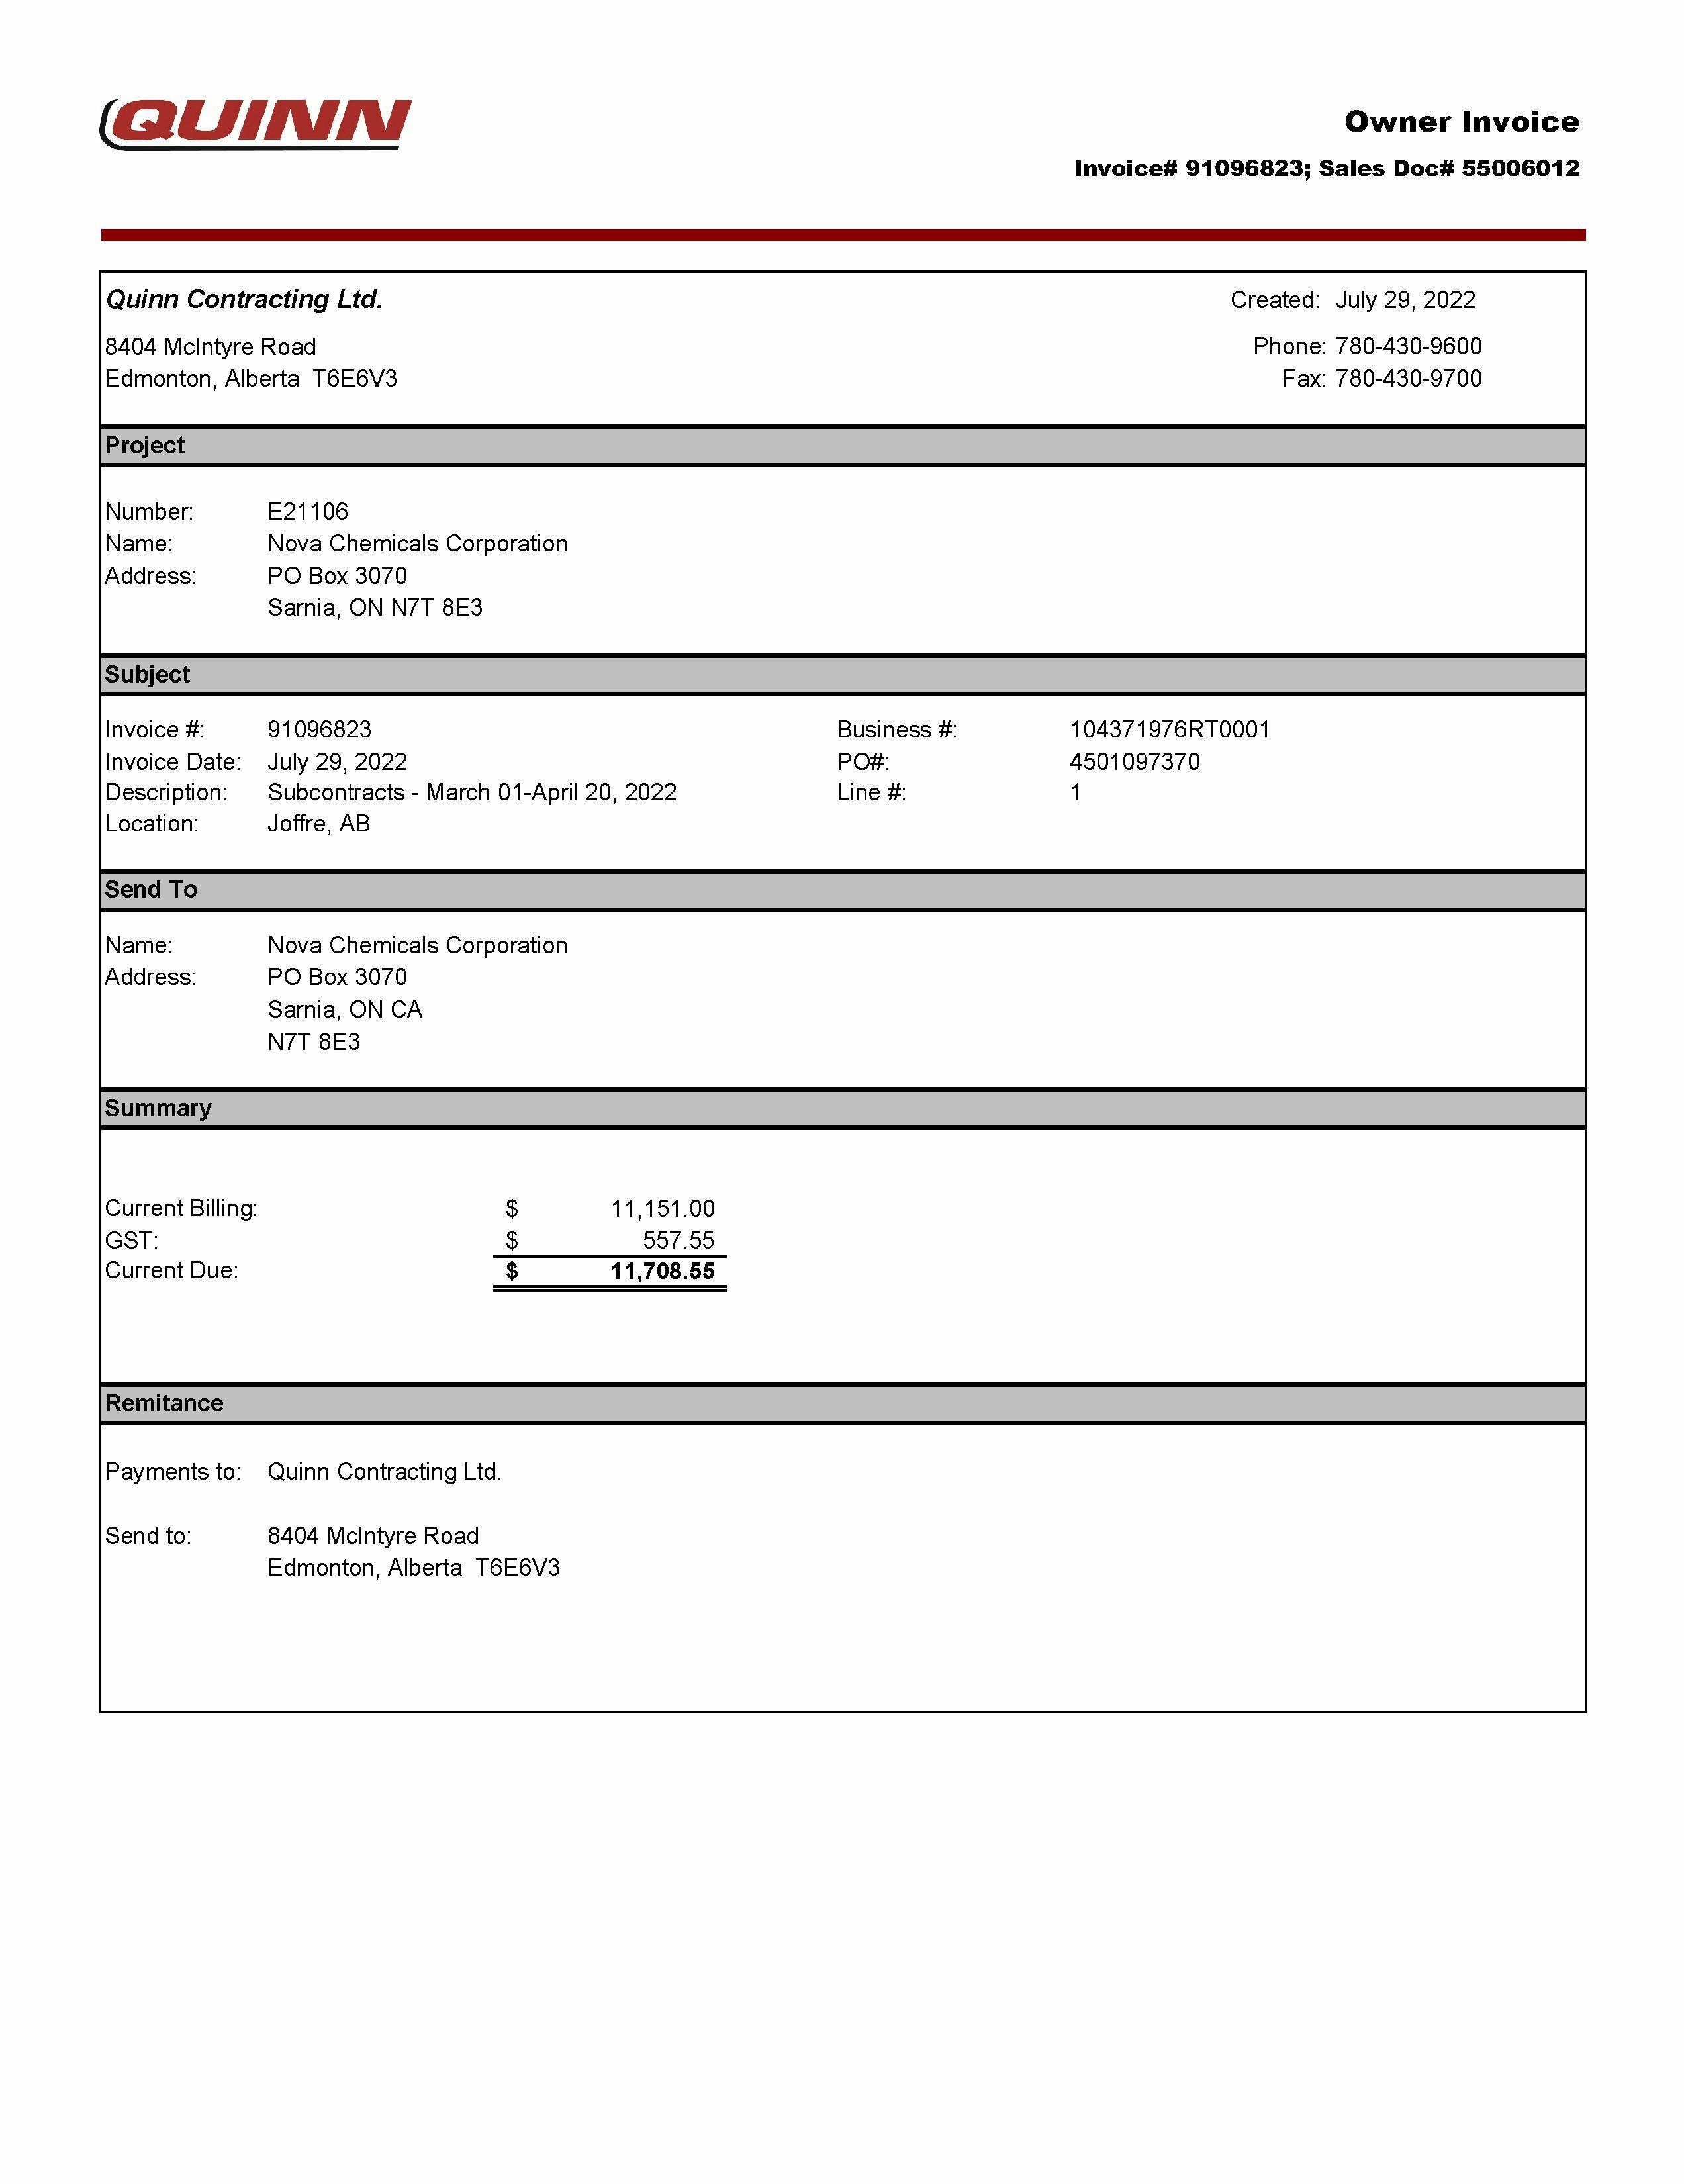 QUINN
Owner Invoice
Invoice# 91096823; Sales Doc# 55006012
Quinn Contracting Ltd. Created: July 29, 2022
8404 McIntyre Road Phone: 780-430-9600
Edmonton, Alberta T6E6V3 Fax: 780-430-9700
Project
Number: E21106
Name: Nova Chemicals Corporation
Address: PO Box 3070
Sarnia, ON N7T 8E3
Subject
Invoice #: 91096823 Business #: 104371976RT0001
Invoice Date: July 29, 2022 PO#: 4501097370
Description: Subcontracts - March 01-April 20, 2022 Line #: 1
Location: Joffre, AB
Send To
Name: Nova Chemicals Corporation
Address: PO Box 3070
Sarnia, ON CA
N7T 8E3
Summary
Current Billing: $ 11,151.00
GST: $ 557.55
Current Due: $ 11,708.55
Remitance
Payments to: Quinn Contracting Ltd.
Send to: 8404 McIntyre Road
Edmonton, Alberta T6E6V3